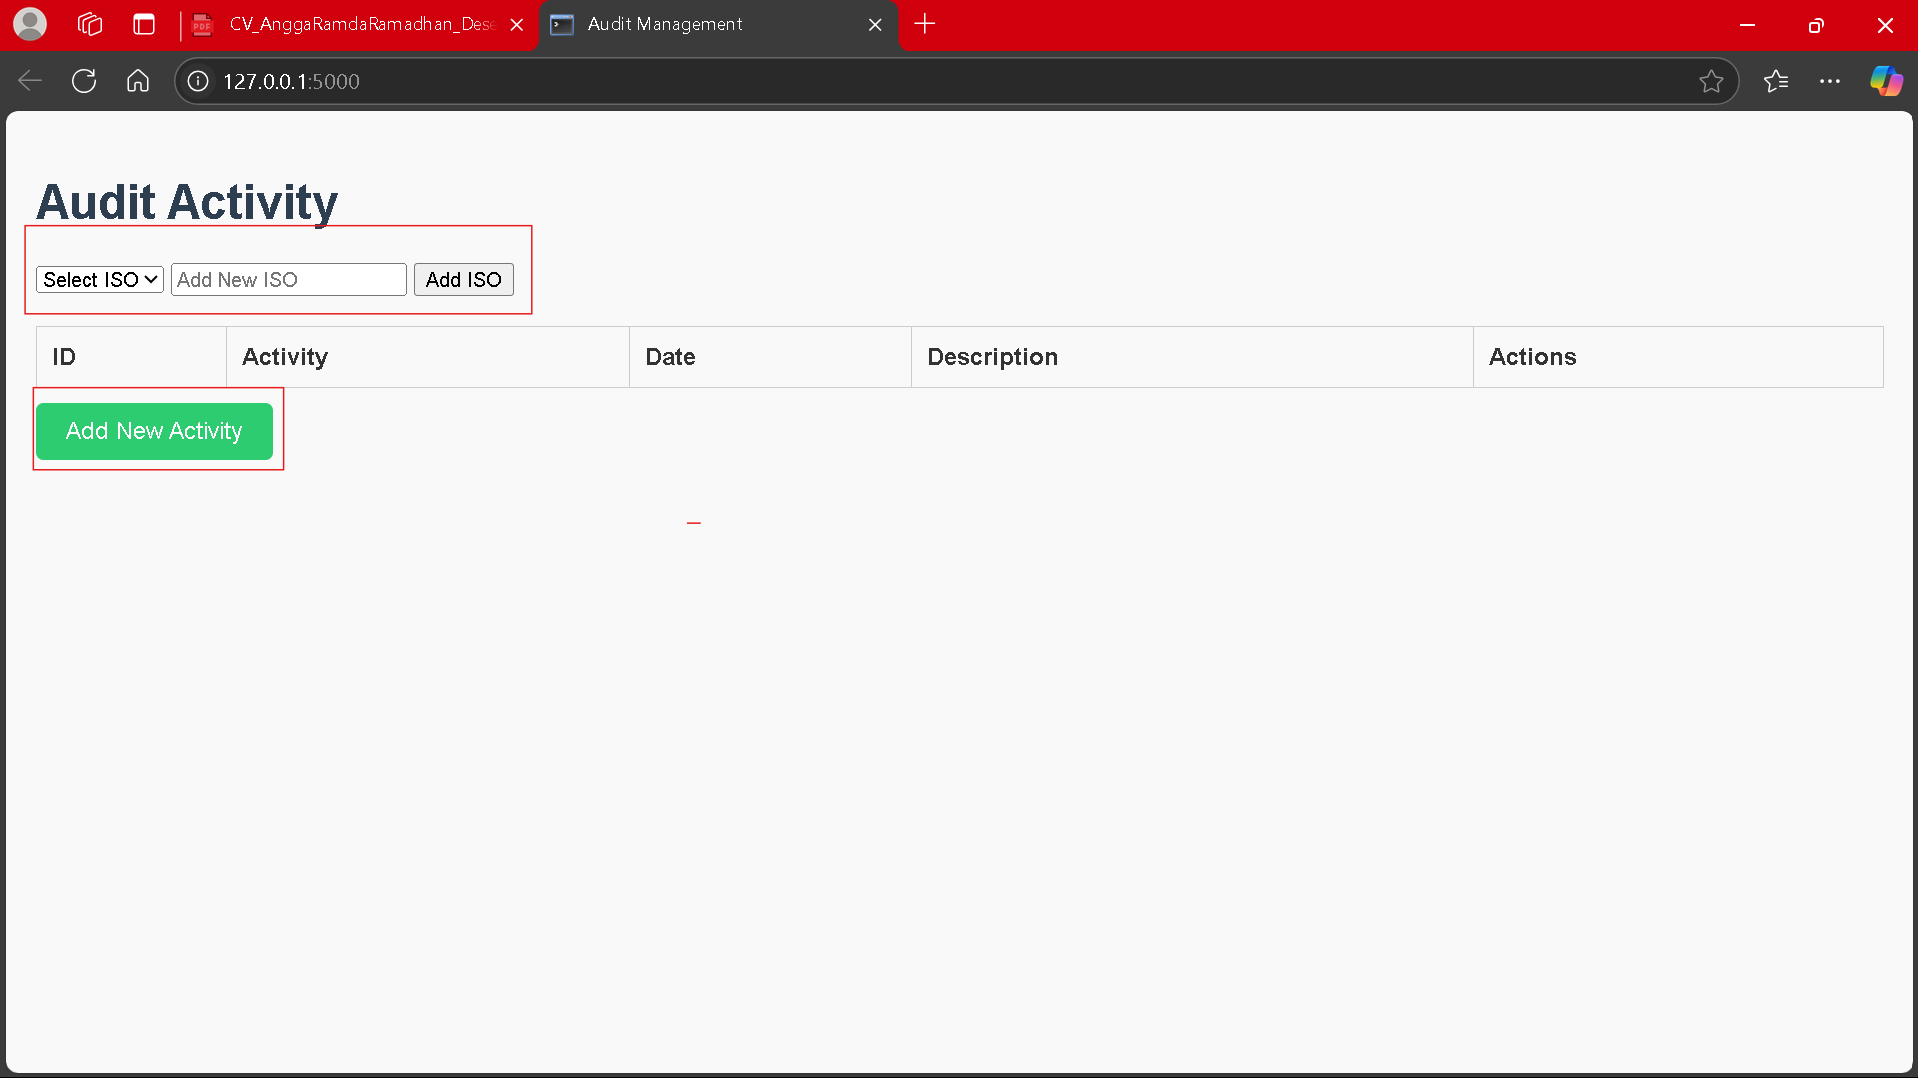 CV_AnggaRamdaRamadhan_Dese
Audit Management
127.0.0.1:5000
Audit Activity
Select ISO Add New ISO Add ISO
ID Activity Date Description Actions
Add New Activity